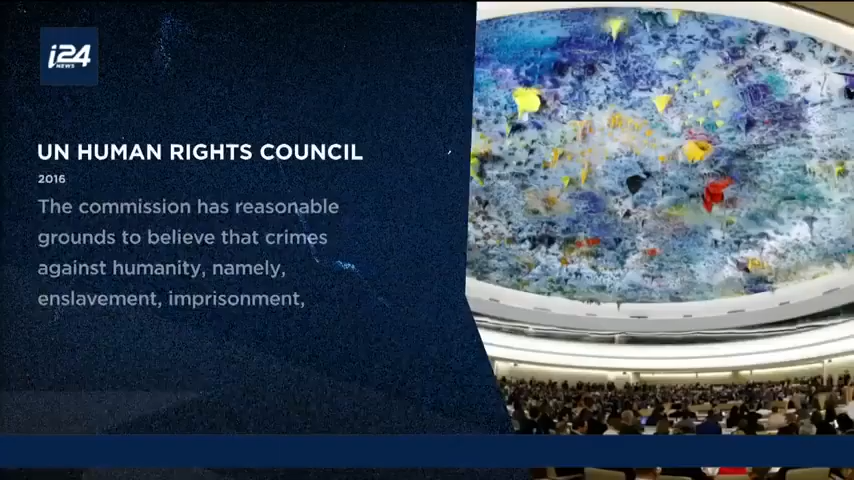 i24
NEWS
UN HUMAN RIGHTS COUNCIL
2016
The commission has reasonable
grounds to believe that crimes
against humanity, namely,
enslavement, imprisonment,